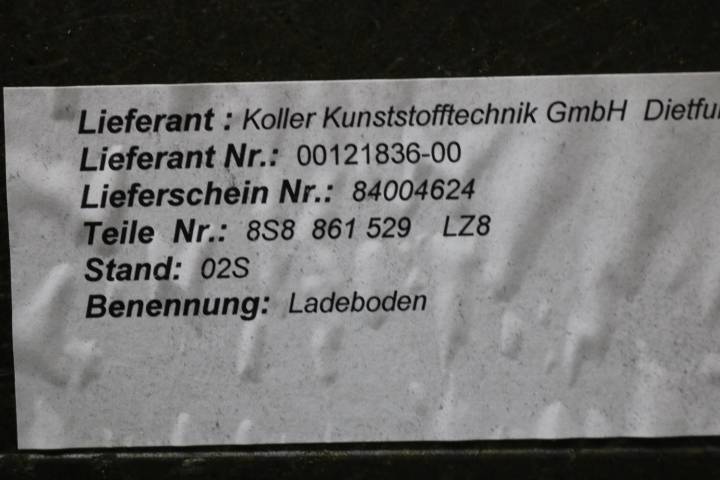 Lieferant : Koller Kunststofftechnik GmbH
Lieferant Nr.: 00121836-00
Lieferschein Nr.: 84004624
Teile Nr.: 8S8 861 529 LZ8
Stand: 02S
Benennung: Ladeboden